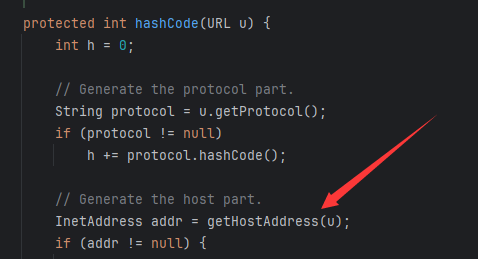 protected int hashCode(URL u) {
int h = 0;
// Generate the protocol part.
String protocol = u.getProtocol();
if (protocol != null)
h += protocol.hashCode();
// Generate the host part.
InetAddress addr = getHostAddress(u);
if (addr != null) {